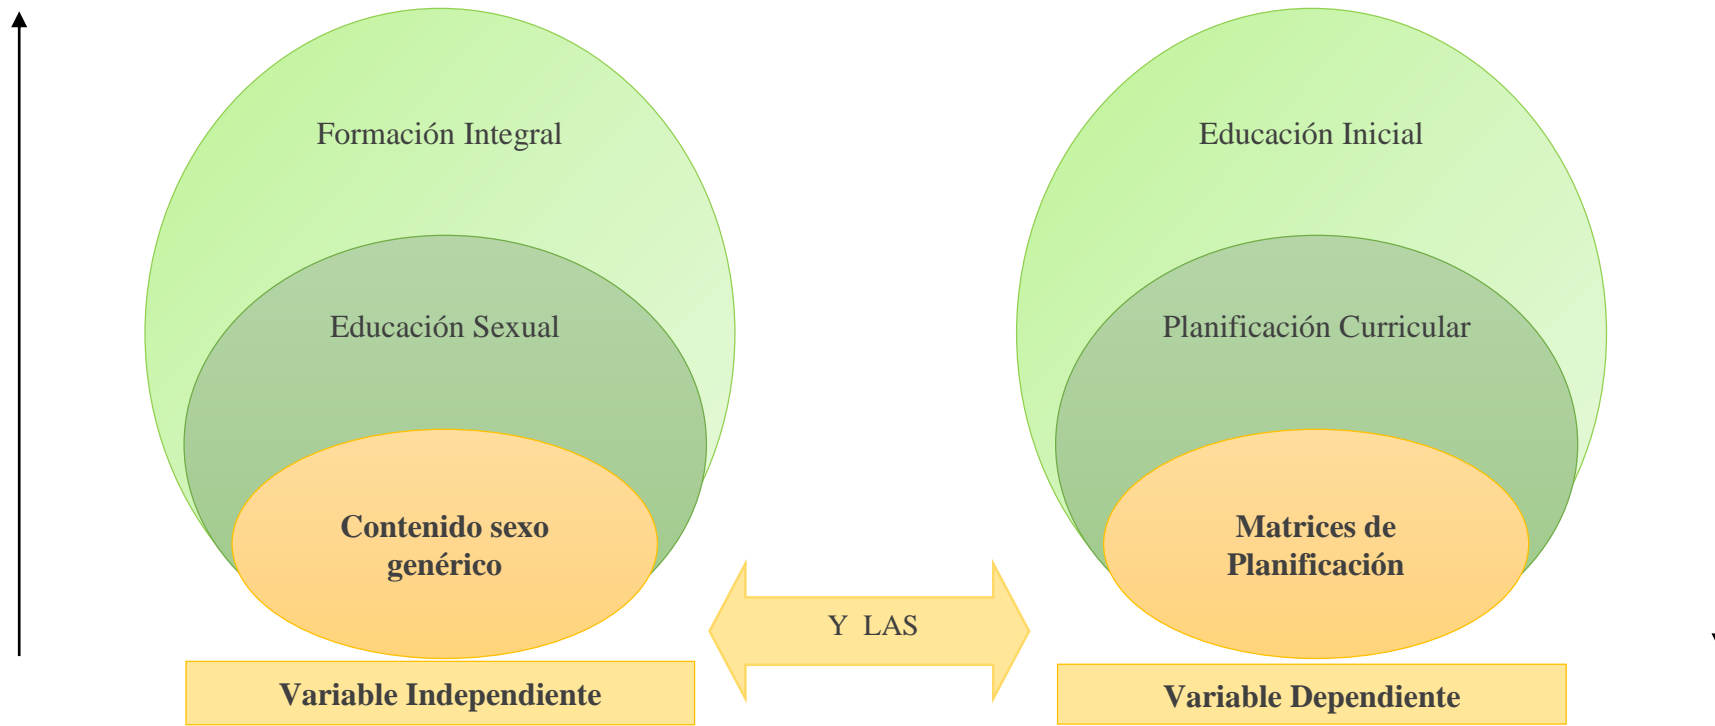 Formación Integral
Educación Sexual
Contenido sexo
genérico
Variable Independiente
Y LAS
Educación Inicial
Planificación Curricular
Matrices de
Planificación
Variable Dependiente